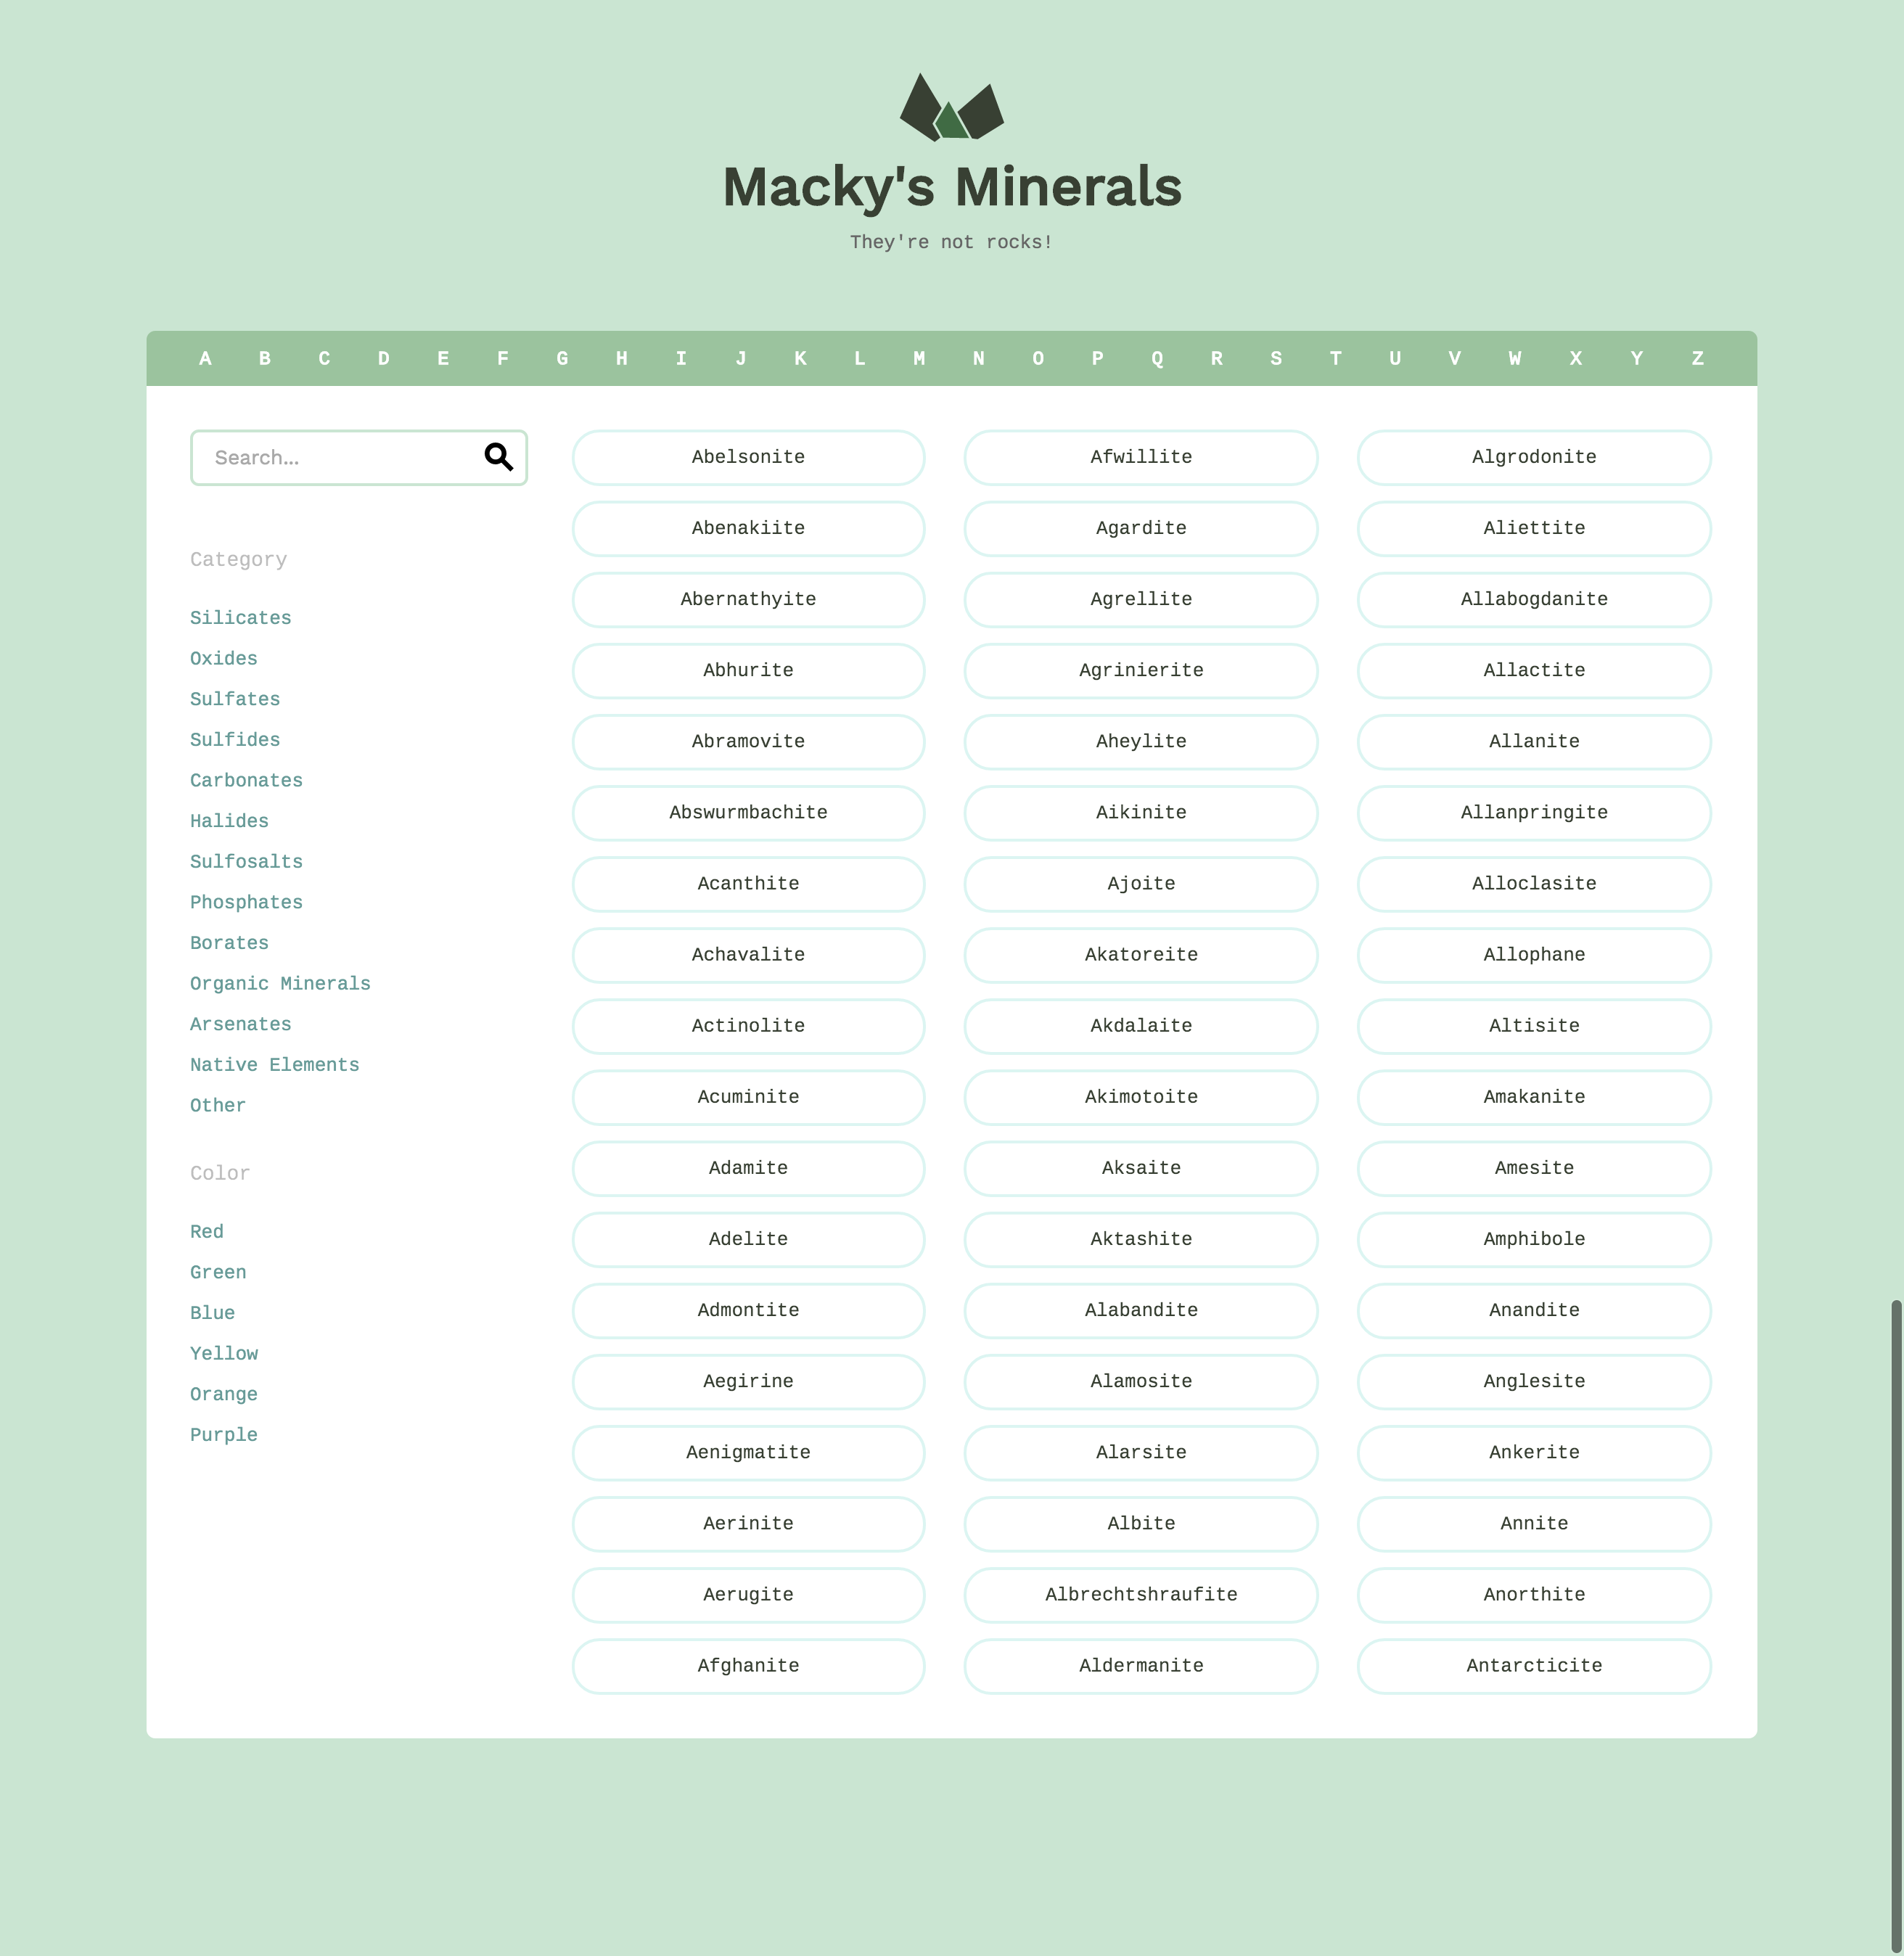 Macky's Minerals
They're not rocks!
A B C D E F G H I J K L M N O P Q R S T U V W X Y Z
Search...
Category
Silicates
Oxides
Sulfates
Sulfides
Carbonates
Halides
Sulfosalts
Phosphates
Borates
Organic Minerals
Arsenates
Native Elements
Other
Color
Red
Green
Blue
Yellow
Orange
Purple
Abelsonite
Abenakiite
Abernathyite
Abhurite
Abramovite
Abswurmbachite
Acanthite
Achavalite
Actinolite
Acuminite
Adamite
Adelite
Admontite
Aegirine
Aenigmatite
Aerinite
Aerugite
Afghanite
Afwillite
Agardite
Agrellite
Agrinierite
Aheylite
Aikinite
Ajoite
Akatoreite
Akdalaite
Akimotoite
Aksaite
Aktashite
Alabandite
Alamosite
Alarsite
Albite
Albrechtshraufite
Aldermanite
Algrodonite
Aliettite
Allabogdanite
Allactite
Allanite
Allanpringite
Alloclasite
Allophane
Altisite
Amakanite
Amesite
Amphibole
Anandite
Anglesite
Ankerite
Annite
Anorthite
Antarcticite